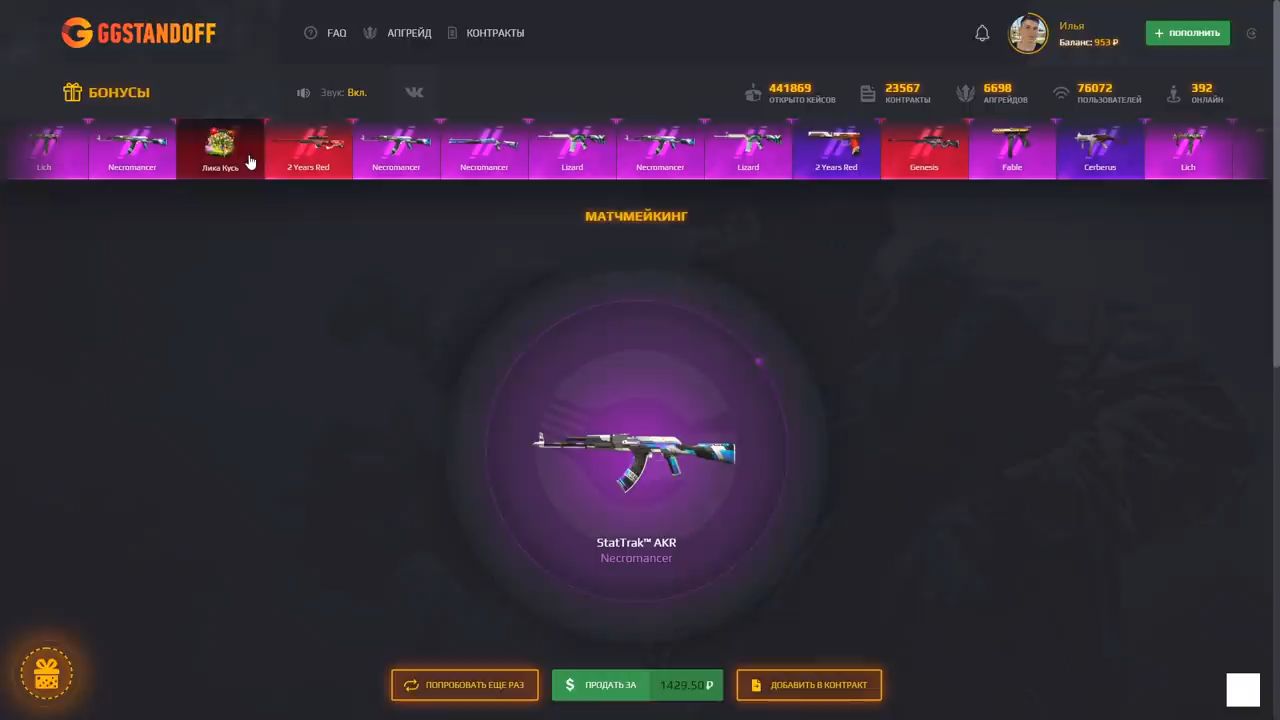 GGSTANDOFF
FAQ
АПГРЕЙД
КОНТРАКТЫ
Илья
Баланс: 953 ₽
+ ПОПОЛНИТЬ
БОНУСЫ
Звук: Вкл.
441869
ОТКРЫТО КЕЙСОВ
23567
КОНТРАКТЫ
6698
АПГРЕЙДОВ
76072
ПОЛЬЗОВАТЕЛЕЙ
392
ОНЛАЙН
Lich
Necromancer
Лика Кусь
2 Years Red
Necromancer
Necromancer
Lizard
Necromancer
Lizard
2 Years Red
Genesis
Fable
Cerberus
Lich
МАТЧМЕЙКИНГ
StatTrak™ AKR
Necromancer
ПОПРОБОВАТЬ ЕЩЕ РАЗ
$ ПРОДАТЬ ЗА 1429.50 ₽
ДОБАВИТЬ В КОНТРАКТ